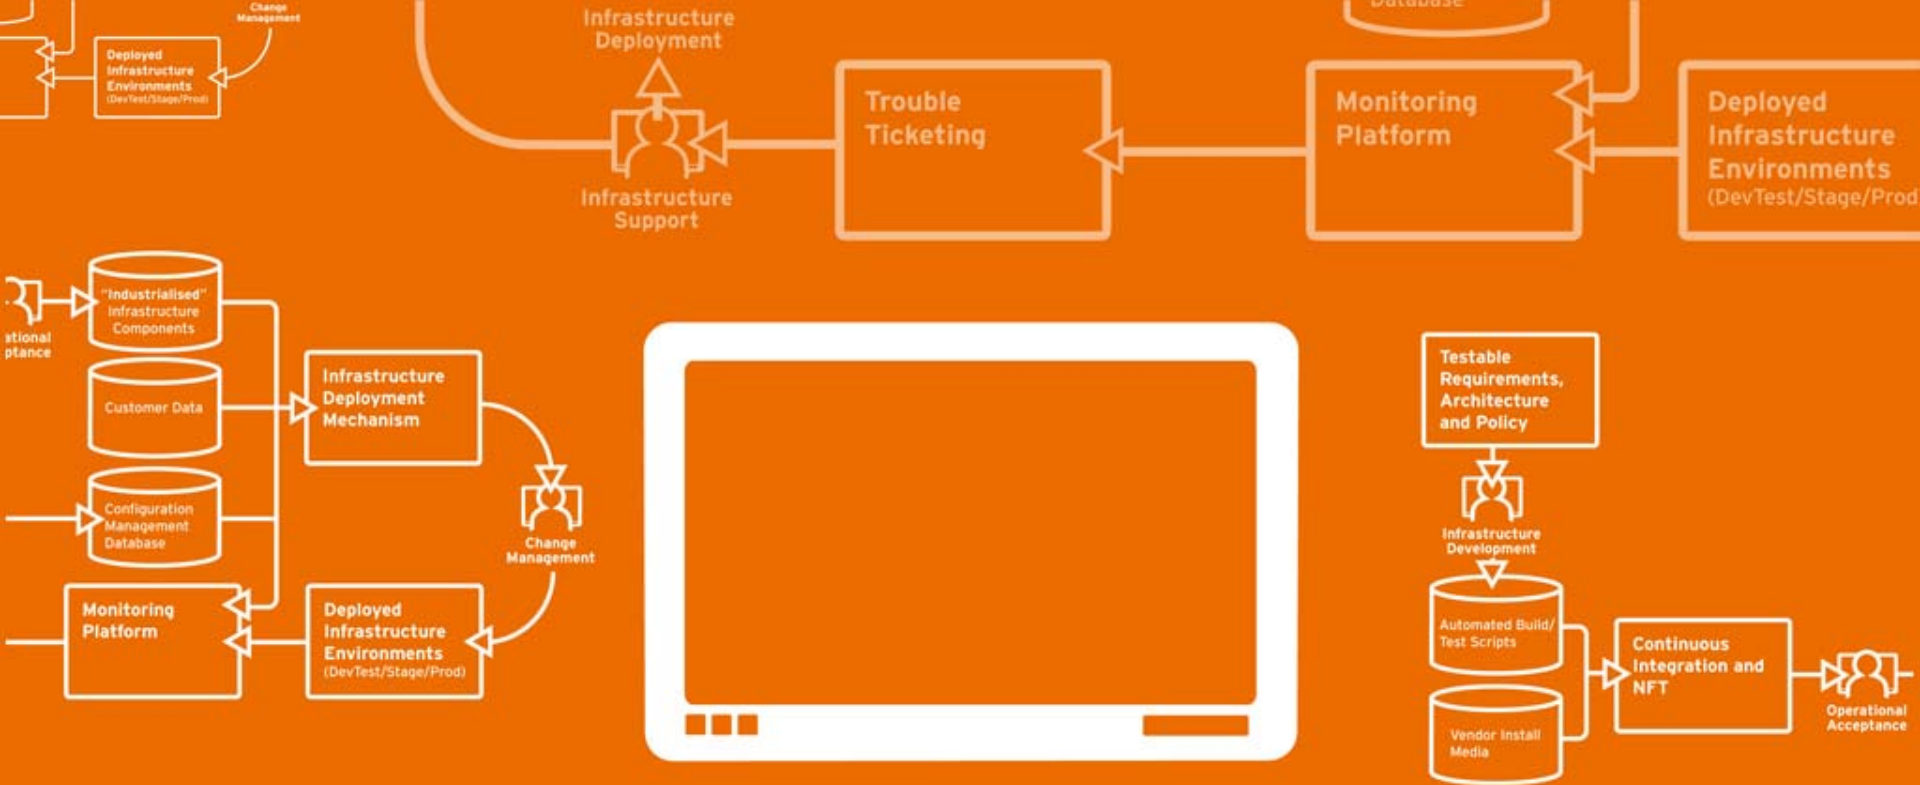 Change
Management
Deployed
Infrastructure
Environments
(DevTest/Stage/Prod)
Infrastructure
Deployment
Infrastructure
Support
Trouble
Ticketing
Database
Monitoring
Platform
Deployed
Infrastructure
Environments
(DevTest/Stage/Prod
ational
ptance
"Industrialised"
Infrastructure
Components
Customer Data
Configuration
Management
Database
Infrastructure
Deployment
Mechanism
Change
Management
Monitoring
Platform
Deployed
Infrastructure
Environments
(DevTest/Stage/Prod)
Testable
Requirements,
Architecture
and Policy
Infrastructure
Development
Automated Build/
Test Scripts
Vendor Install
Media
Continuous
Integration and
NFT
Operational
Acceptance